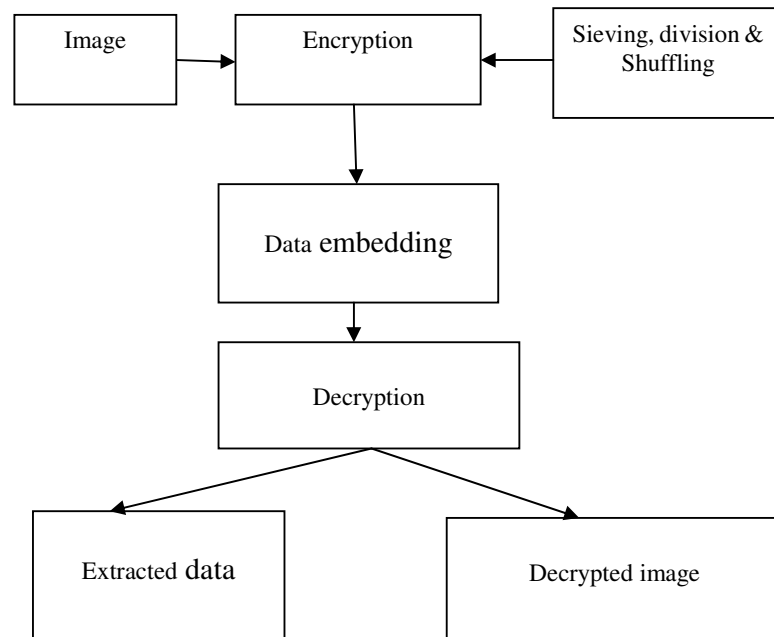 Image
Encryption
Sieving, division &
Shuffling
Data embedding
Decryption
Extracted data
Decrypted image